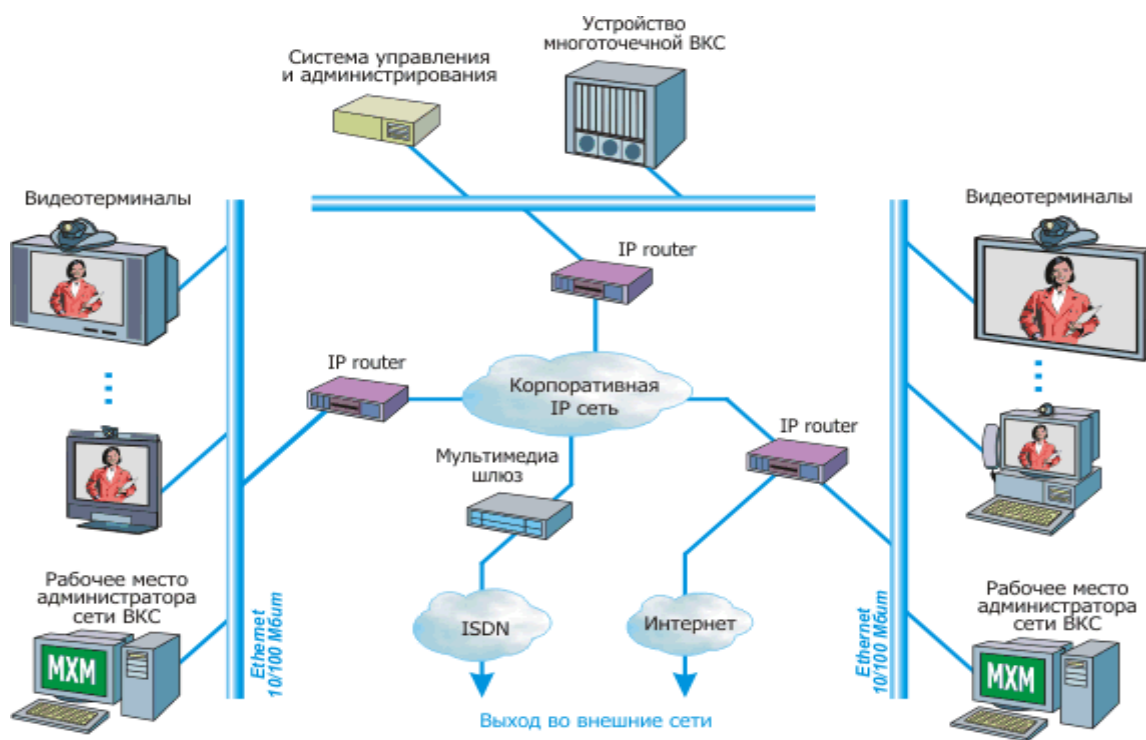 Устройство
многоточечной ВКС
Система управления
и администрирования
Видеотерминалы
Видеотерминалы
IP router
IP router
Корпоративная
IP сеть
IP router
Мультимедиа
шлюз
Рабочее место
администратора
сети ВКС
MXM
Ethernet
10/100 Мбит
ISDN
Интернет
Ethernet
10/100 Мбит
Рабочее место
администратора
сети ВКС
MXM
Выход во внешние сети